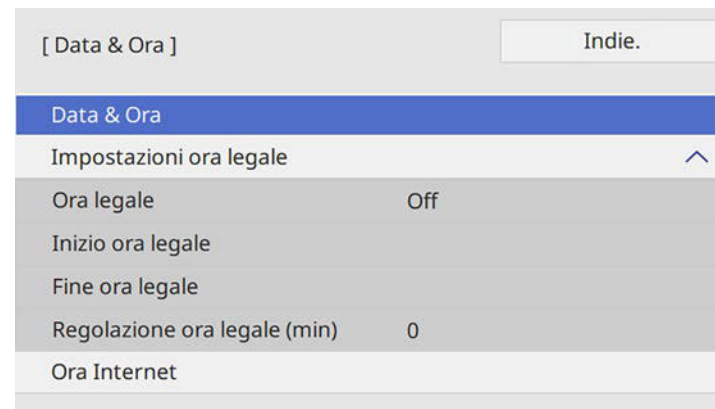 [ Data & Ora ] Indie.
Data & Ora
Impostazioni ora legale
Ora legale Off
Inizio ora legale
Fine ora legale
Regolazione ora legale (min) 0
Ora Internet